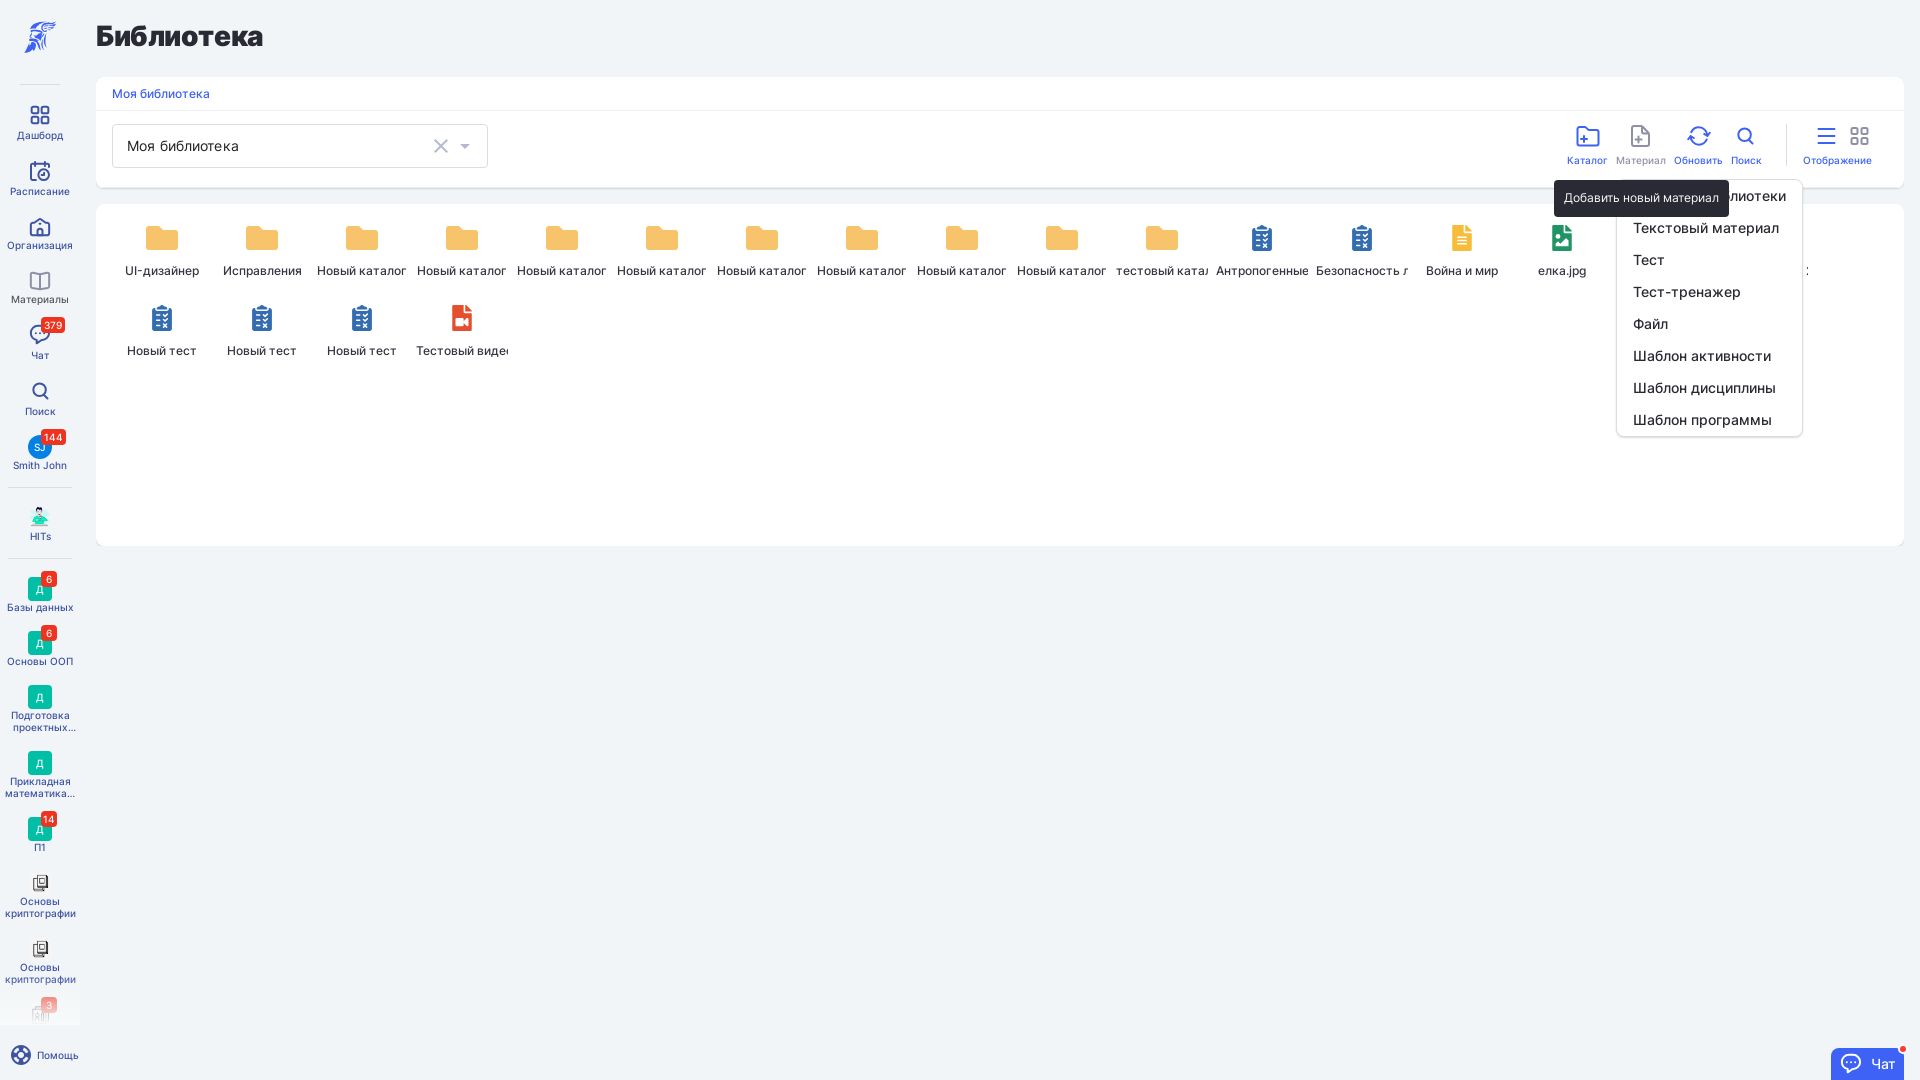 Библиотека
Моя библиотека
Моя библиотека
Каталог
Материал
Обновить
Поиск
Отображение
Добавить новый материал
Текстовый материал
Тест
Тест-тренажер
Файл
Шаблон активности
Шаблон дисциплины
Шаблон программы
UI-дизайнер
Исправления
Новый каталог
Новый каталог
Новый каталог
Новый каталог
Новый каталог
Новый каталог
Новый каталог
Новый каталог
тестовый катал
Антропогенные
Безопасность л
Война и мир
елка.jpg
Новый тест
Новый тест
Новый тест
Тестовый видео
Дашборд
Расписание
Организация
Материалы
379
Чат
Поиск
144
SJ
Smith John
HITs
6
Д
Базы данных
6
Д
Основы ООП
Д
Подготовка
проектных...
Д
Прикладная
математика...
14
Д
П1
Основы
криптографии
Основы
криптографии
3
Помощь
Чат